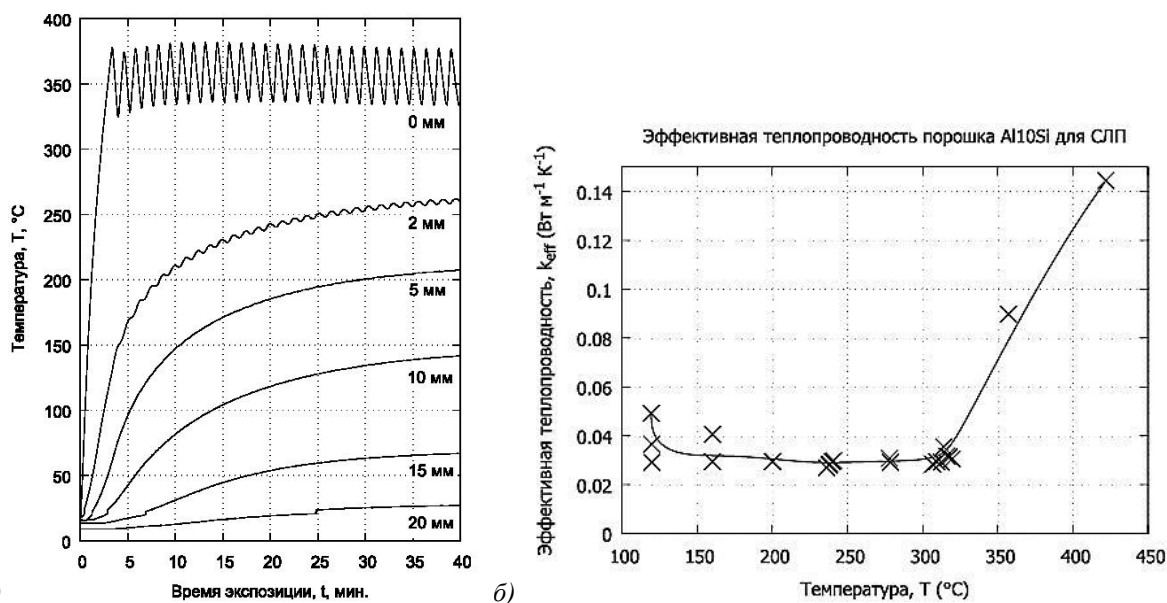 400
350
300
250
200
150
100
50
0
0 мм
2 мм
5 мм
10 мм
15 мм
20 мм
Температура, T, °C
0 5 10 15 20 25 30 35 40
Время экспозиции, t, мин.
б)
Эффективная теплопроводность порошка Al10Si для СЛП
Эффективная теплопроводность, keff (Вт м-1 К-1)
0.14
0.12
0.1
0.08
0.06
0.04
0.02
0
100 150 200 250 300 350 400 450
Температура, T (°C)